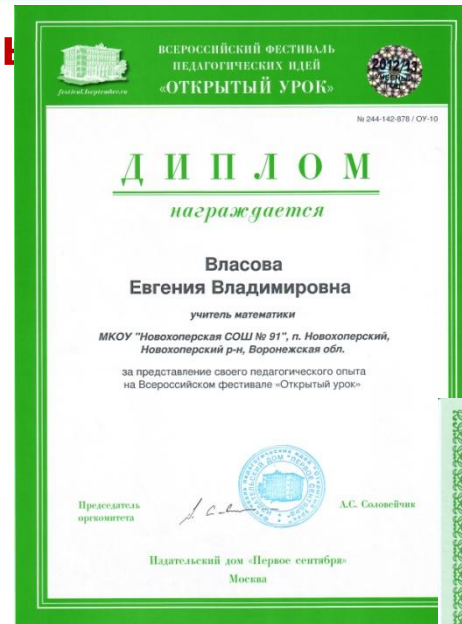 ВСЕРОССИЙСКИЙ ФЕСТИВАЛЬ
ПЕДАГОГИЧЕСКИХ ИДЕЙ
«ОТКРЫТЫЙ УРОК»
festival.1september.ru
2012/13
№ 244-142-878 / ОУ-10
ДИПЛОМ
награждается
Власова
Евгения Владимировна
учитель математики
МКОУ "Новохоперская СОШ № 91", п. Новохоперский,
Новохоперский р-н, Воронежская обл.
за представление своего педагогического опыта
на Всероссийском фестивале «Открытый урок»
Председатель
оргкомитета
А.С. Соловейчик
Издательский дом «Первое сентября»
Москва